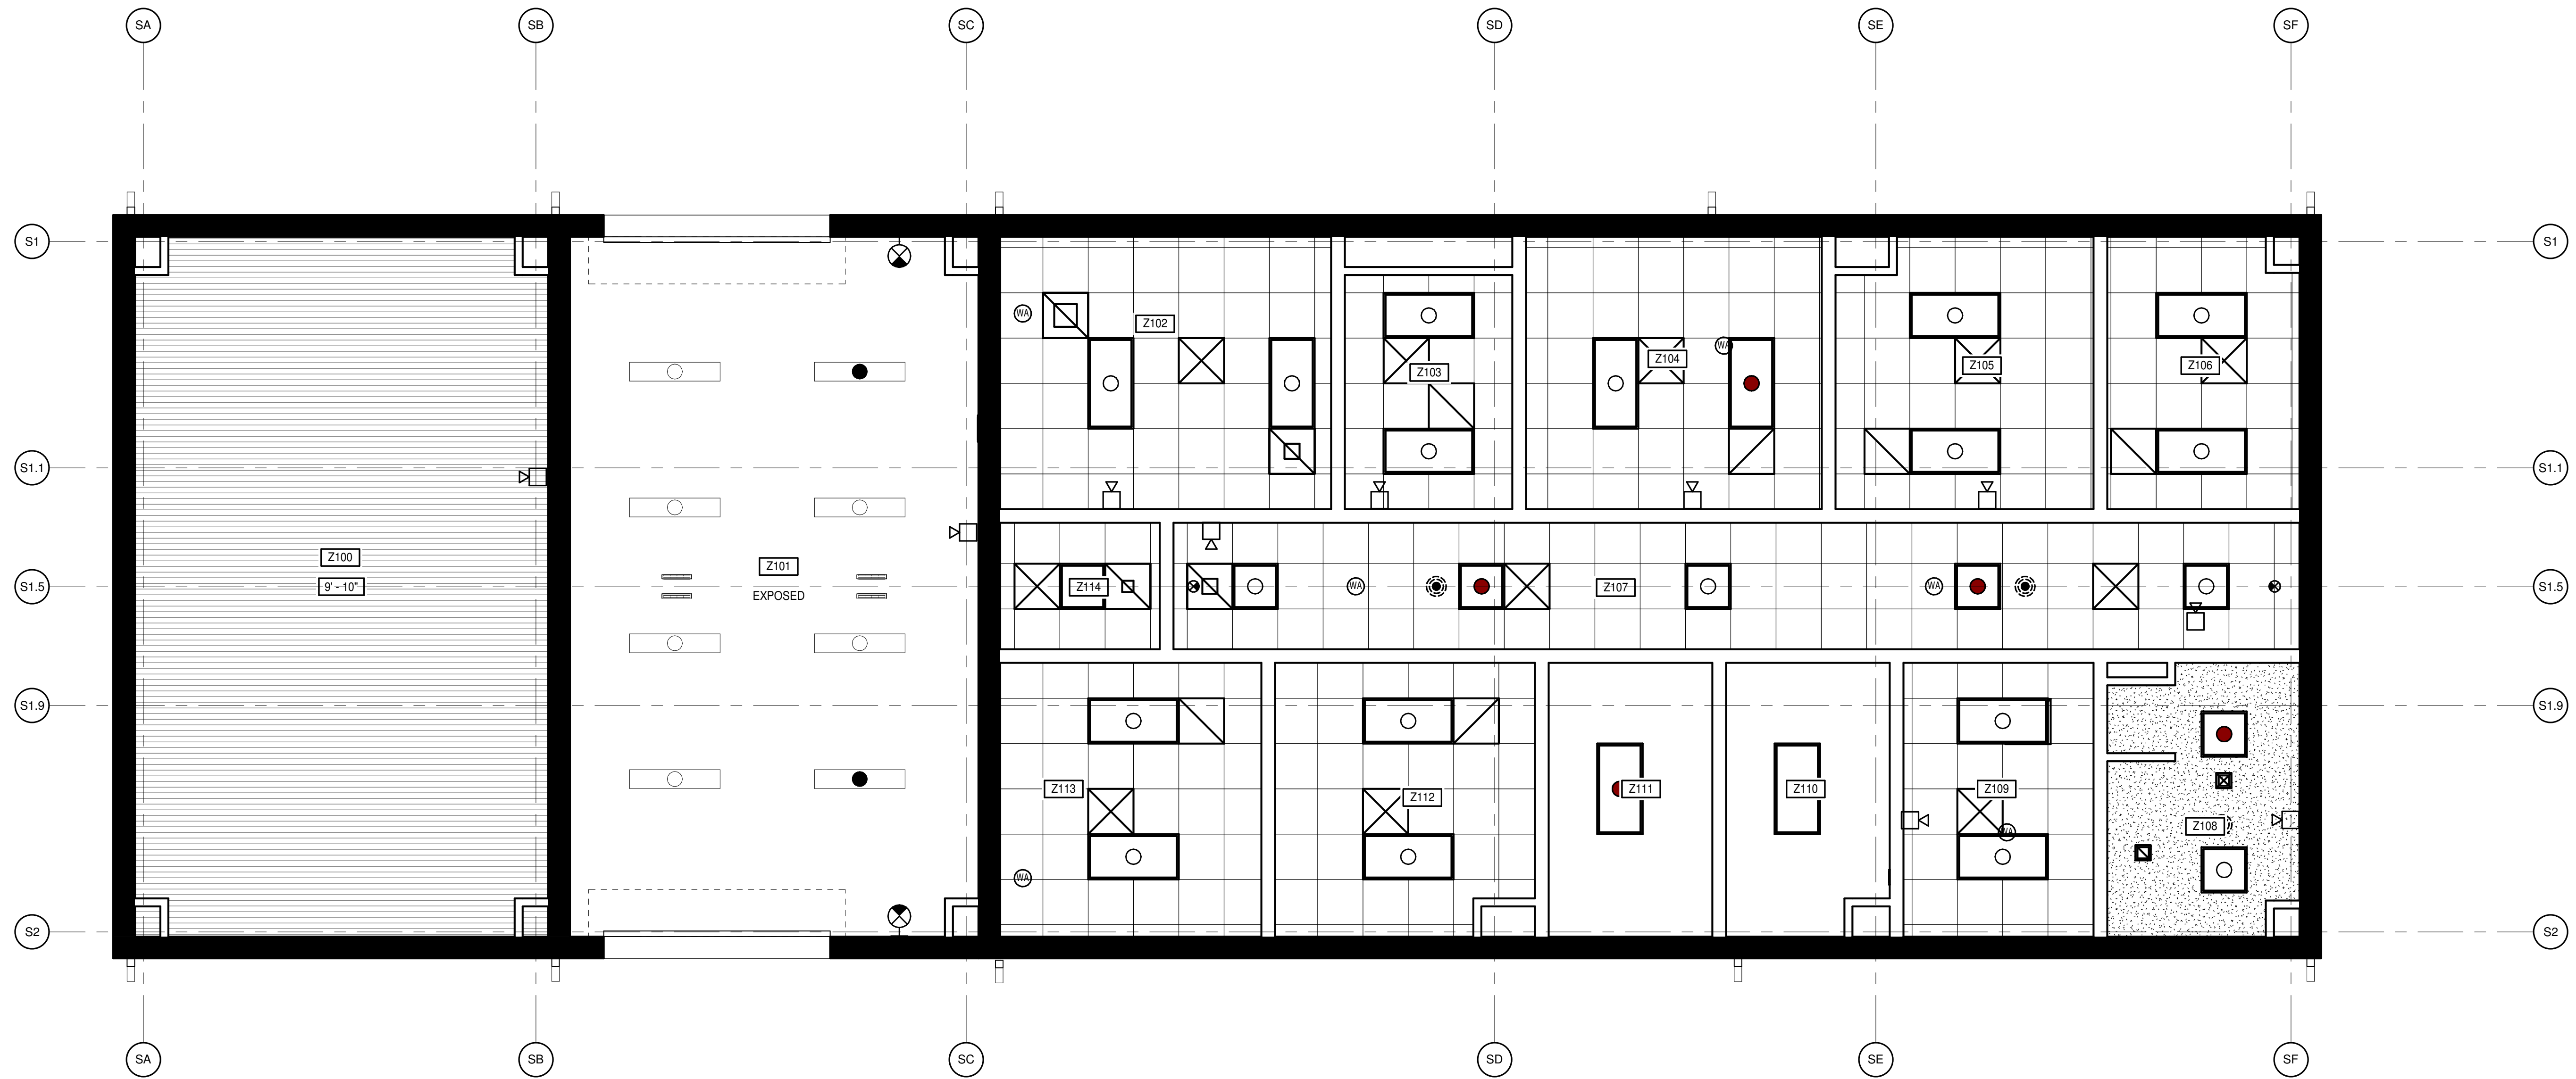 SA SB SC SD SE SF
S1 S1
WA Z102
WA
Z104
Z103 Z105 Z106
S1.1 S1.1
Z100
Z101
S1.5 9' - 10" EXPOSED Z114 WA Z107 WA S1.5
S1.9 S1.9
Z113 Z112 Z111 Z110 Z109
Z108
WA
WA
S2 S2
SA SB SC SD SE SF